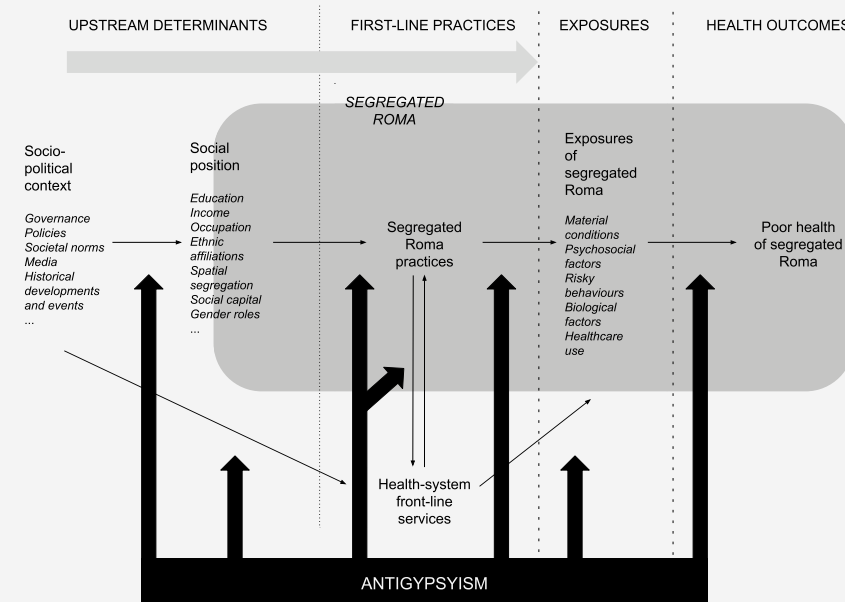 UPSTREAM DETERMINANTS
FIRST-LINE PRACTICES
EXPOSURES
HEALTH OUTCOMES
SEGREGATED
ROMA
Socio-
political
context
Governance
Policies
Societal norms
Media
Historical
developments
and events
...
Social
position
Education
Income
Occupation
Ethnic
affiliations
Spatial
segregation
Social capital
Gender roles
...
Segregated
Roma
practices
Exposures
of
segregated
Roma
Material
conditions
Psychosocial
factors
Risky
behaviours
Biological
factors
Healthcare
use
Poor health
of segregated
Roma
Health-system
front-line
services
ANTIGYPSYISM